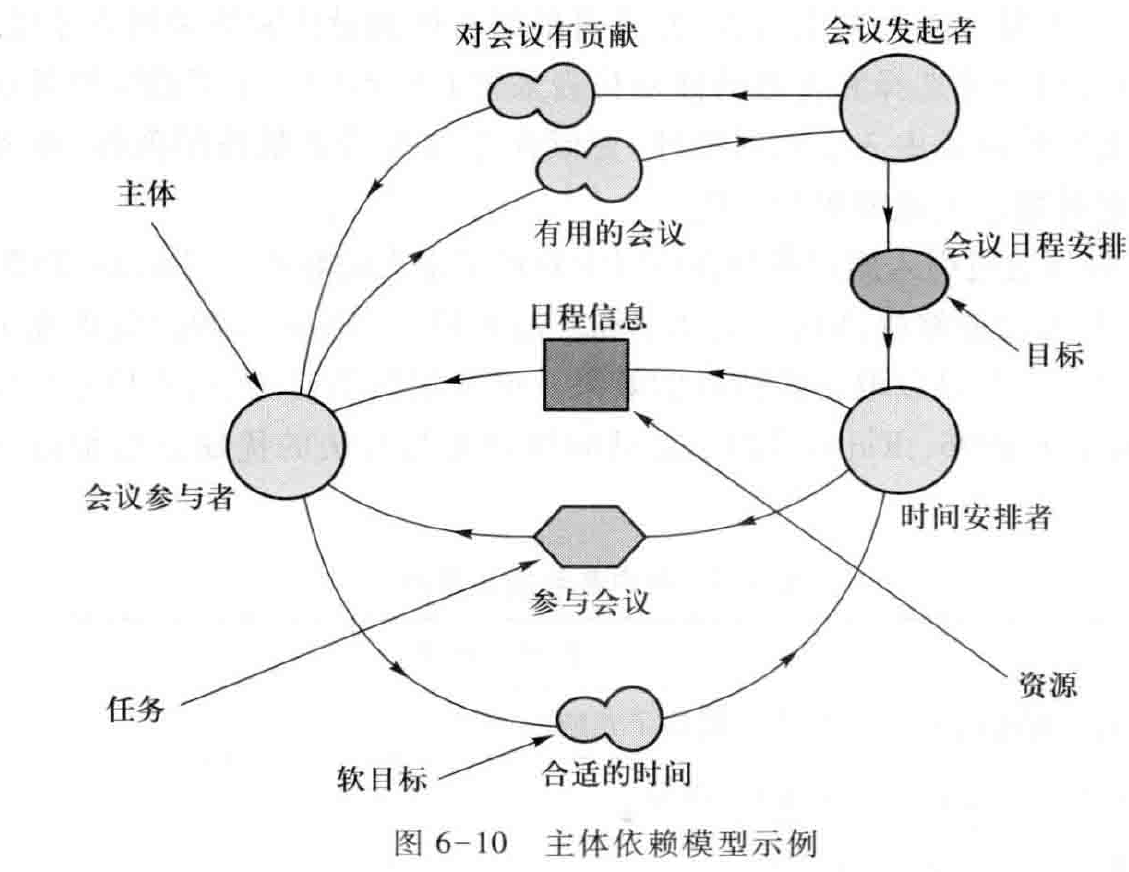 对会议有贡献
会议发起者
主体
有用的会议
会议日程安排
日程信息
目标
会议参与者
时间安排者
参与会议
资源
任务
软目标
合适的时间
图 6-10 主体依赖模型示例